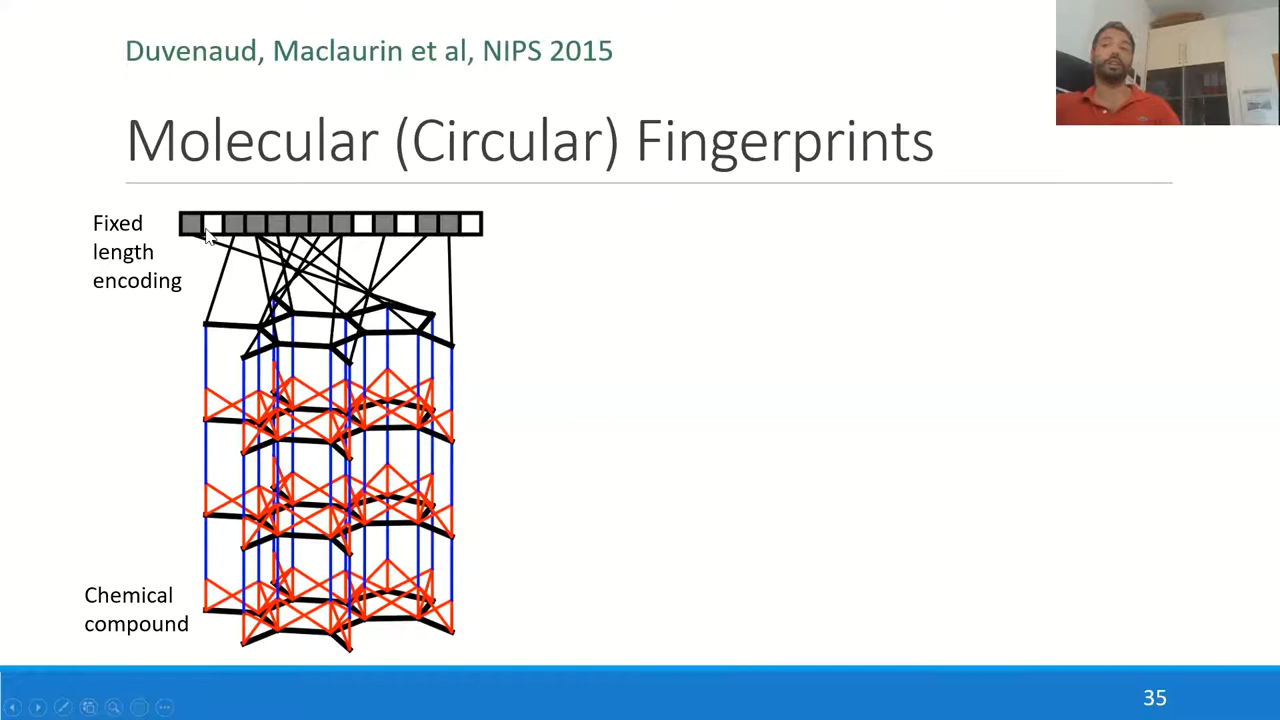 Duvenaud, Maclaurin et al, NIPS 2015
Molecular (Circular) Fingerprints
Fixed
length
encoding
Chemical
compound
35